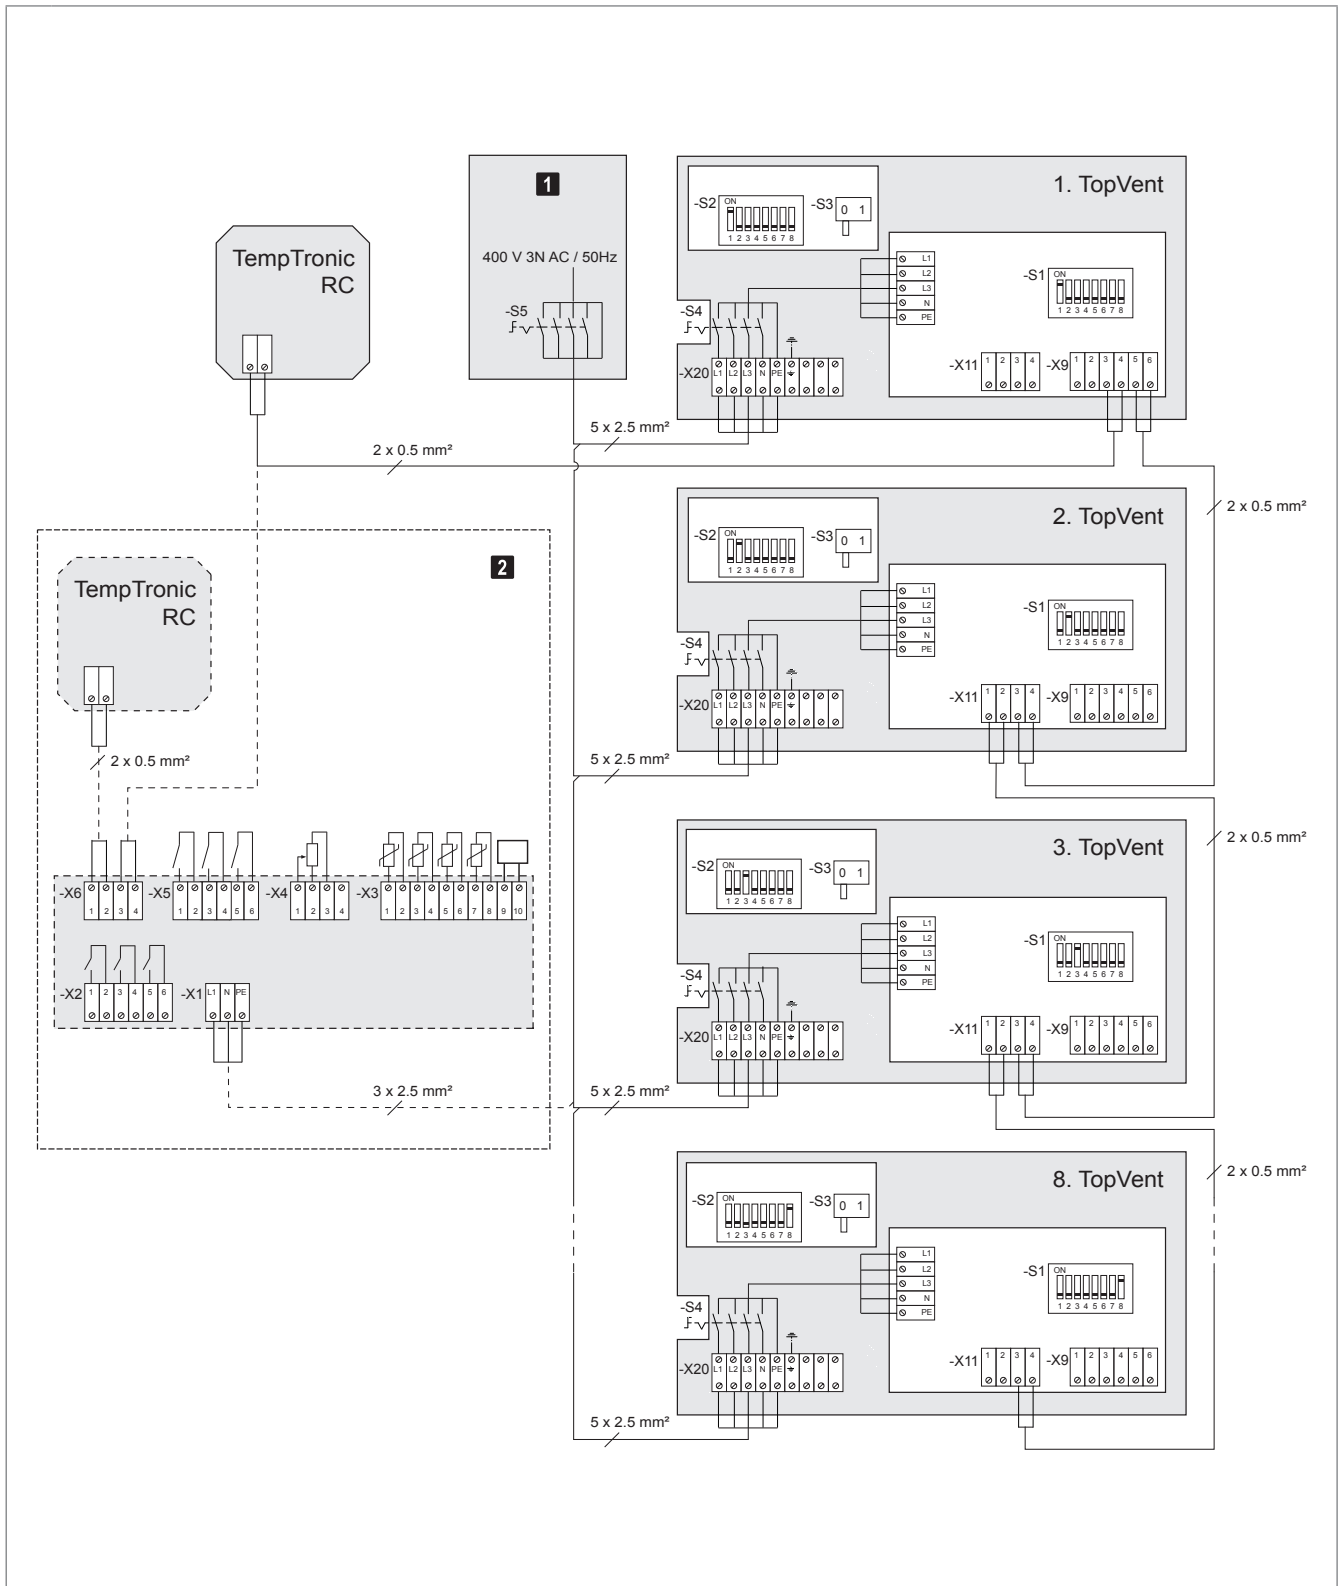 TempTronic
RC
1
400 V 3N AC / 50Hz
-S5
2 x 0.5 mm²
5 x 2.5 mm²
1. TopVent
-S2
ON
1 2 3 4 5 6 7 8
-S3
0 1
-S4
L1
L2
L3
N
PE
-S1
ON
1 2 3 4 5 6 7 8
-X20
L1 L2 L3 N PE
-X11
1 2 3 4
-X9
1 2 3 4 5 6
2 x 0.5 mm²
2. TopVent
-S2
ON
1 2 3 4 5 6 7 8
-S3
0 1
-S4
L1
L2
L3
N
PE
-S1
ON
1 2 3 4 5 6 7 8
-X20
L1 L2 L3 N PE
-X11
1 2 3 4
-X9
1 2 3 4 5 6
5 x 2.5 mm²
2 x 0.5 mm²
2
TempTronic
RC
2 x 0.5 mm²
-X6
1 2 3 4
-X5
1 2 3 4 5 6
-X4
1 2 3 4
-X3
1 2 3 4 5 6 7 8 9 10
-X2
1 2 3 4 5 6
-X1
L1 N PE
3 x 2.5 mm²
3. TopVent
-S2
ON
1 2 3 4 5 6 7 8
-S3
0 1
-S4
L1
L2
L3
N
PE
-S1
ON
1 2 3 4 5 6 7 8
-X20
L1 L2 L3 N PE
-X11
1 2 3 4
-X9
1 2 3 4 5 6
5 x 2.5 mm²
2 x 0.5 mm²
8. TopVent
-S2
ON
1 2 3 4 5 6 7 8
-S3
0 1
-S4
L1
L2
L3
N
PE
-S1
ON
1 2 3 4 5 6 7 8
-X20
L1 L2 L3 N PE
-X11
1 2 3 4
-X9
1 2 3 4 5 6
5 x 2.5 mm²